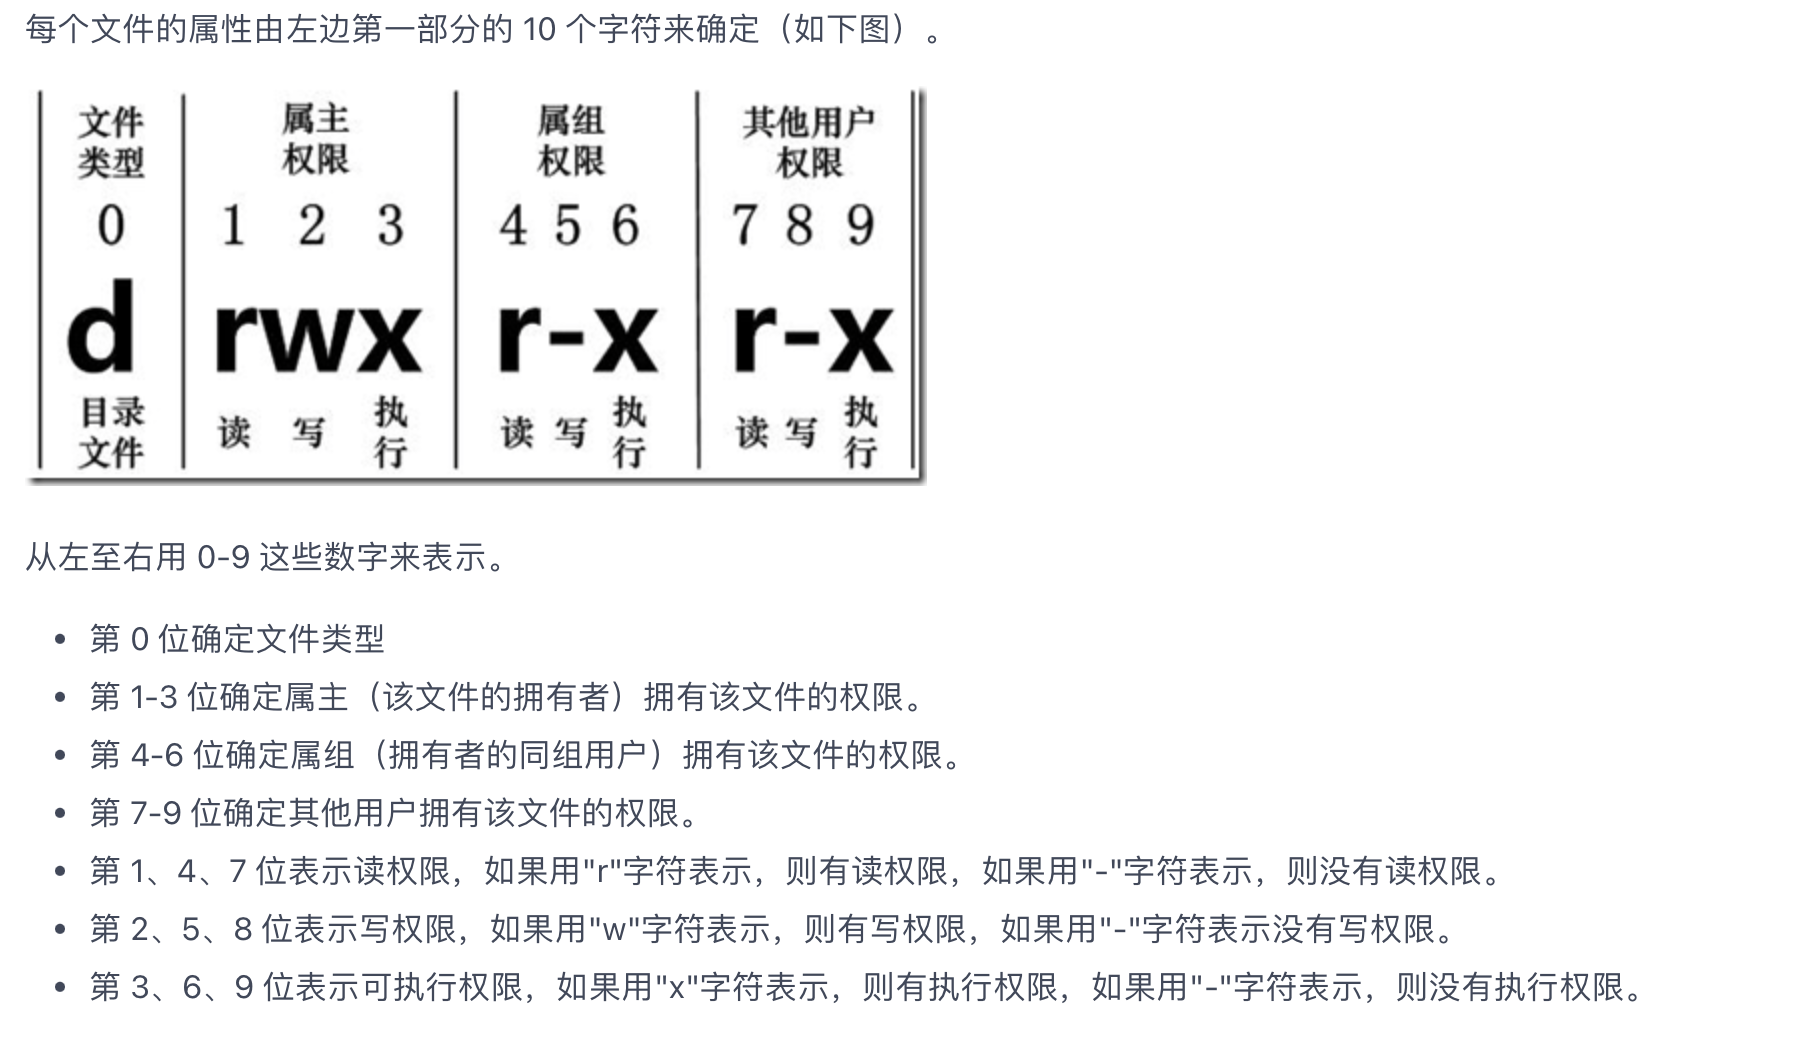 每个文件的属性由左边第一部分的 10 个字符来确定（如下图）。
文件 属主 属组 其他用户
类型 权限 权限 权限
0 1 2 3 4 5 6 7 8 9
d rwx r-x r-x
目录 读 写 执 读 写 执 读 写 执
文件 行 行 行
从左至右用 0-9 这些数字来表示。
• 第 0 位确定文件类型
• 第 1-3 位确定属主（该文件的拥有者）拥有该文件的权限。
• 第 4-6 位确定属组（拥有者的同组用户）拥有该文件的权限。
• 第 7-9 位确定其他用户拥有该文件的权限。
• 第 1、4、7 位表示读权限，如果用"r"字符表示，则有读权限，如果用"-"字符表示，则没有读权限。
• 第 2、5、8 位表示写权限，如果用"w"字符表示，则有写权限，如果用"-"字符表示没有写权限。
• 第 3、6、9 位表示可执行权限，如果用"x"字符表示，则有执行权限，如果用"-"字符表示，则没有执行权限。